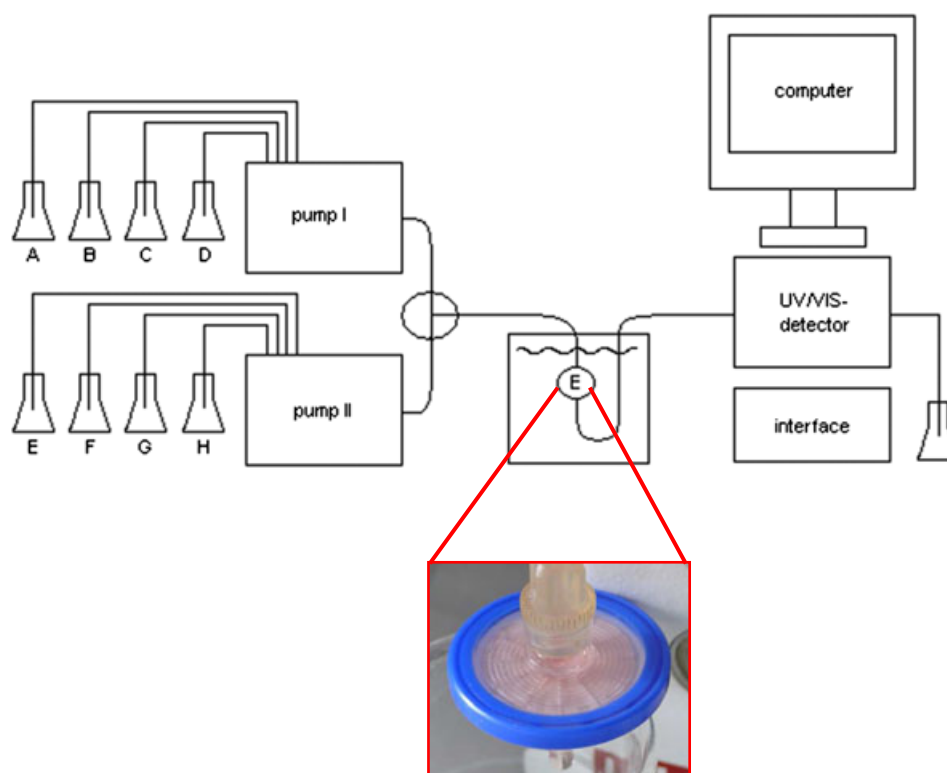 computer
pump I
A B C D
UV/VIS-
detector
E
pump II
interface
E F G H